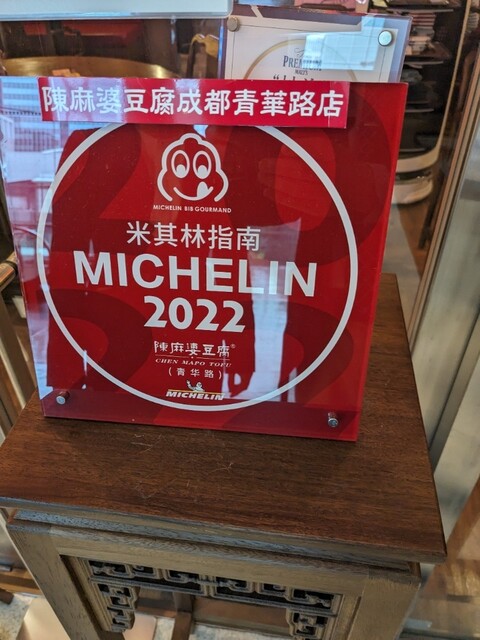 PREMIUM
陳麻婆豆腐成都青華路店
MICHELIN BIB GOURMAND
米其林指南
MICHELIN
2022
陳麻婆豆腐®
CHEN MAPO TOFU
(青华路)
MICHELIN